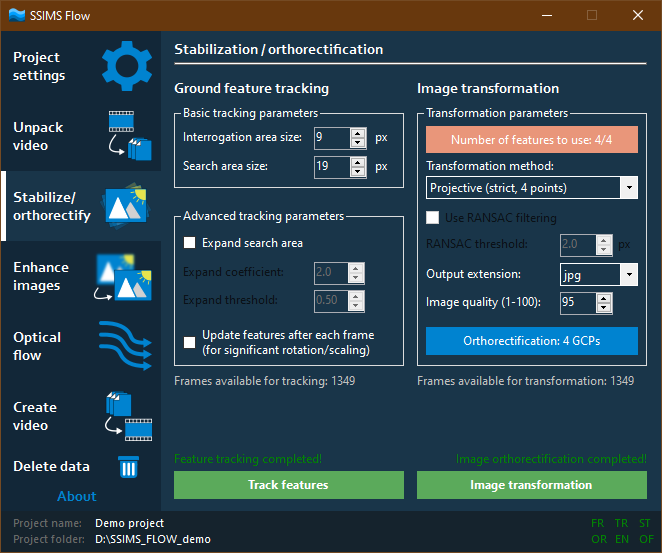 SSIMS Flow
Project
settings
Unpack
video
Stabilize/
orthorectify
Enhance
images
Optical
flow
Create
video
Delete data
About
Stabilization / orthorectification
Ground feature tracking
Basic tracking parameters
Interrogation area size: 9 px
Search area size: 19 px
Advanced tracking parameters
Expand search area
Expand coefficient: 2.0
Expand threshold: 0.50
Update features after each frame
(for significant rotation/scaling)
Frames available for tracking: 1349
Feature tracking completed!
Track features
Image transformation
Transformation parameters
Number of features to use: 4/4
Transformation method:
Projective (strict, 4 points)
Use RANSAC filtering
RANSAC threshold: 2.0 px
Output extension: jpg
Image quality (1-100): 95
Orthorectification: 4 GCPs
Frames available for transformation: 1349
Image orthorectification completed!
Image transformation
Project name: Demo project
Project folder: D:\SSIMS_FLOW_demo
FR TR ST
OR EN OF